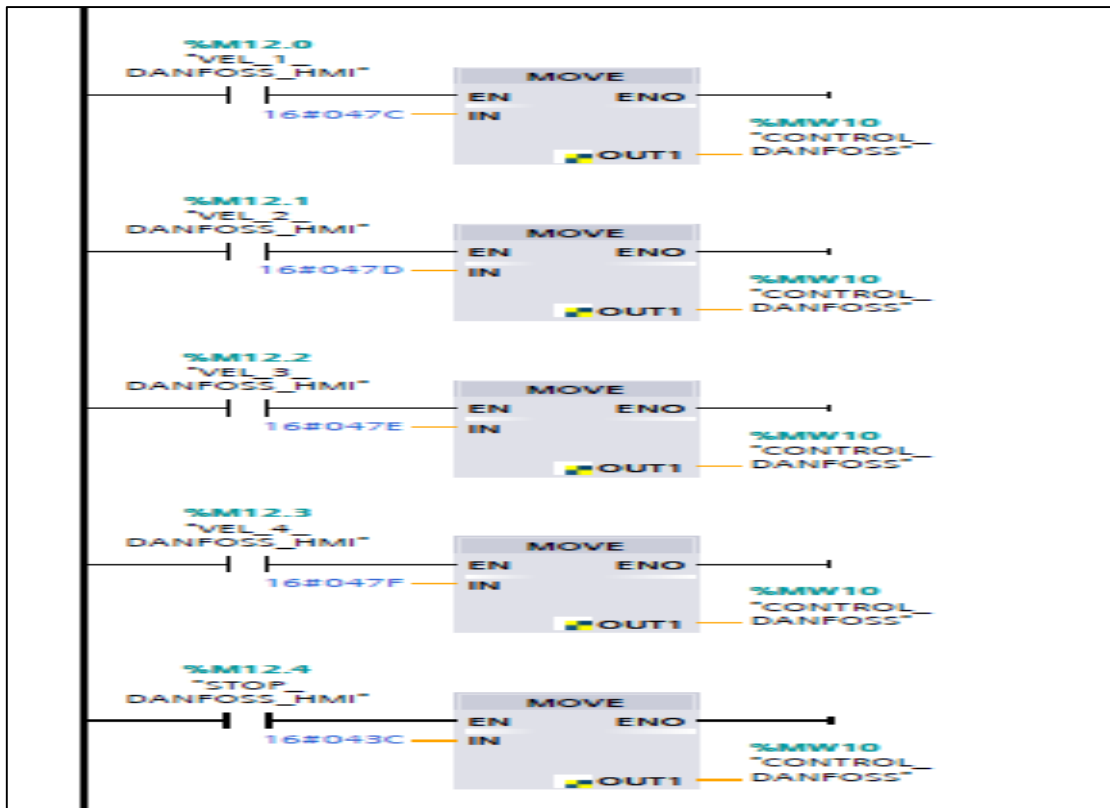 %M12.0
"VEL_1_
DANFOSS_HMI"
MOVE
EN ENO
16#047C IN
%MW10
"CONTROL_
OUT1 DANFOSS"
%M12.1
"VEL_2_
DANFOSS_HMI"
MOVE
EN ENO
16#047D IN
%MW10
"CONTROL_
OUT1 DANFOSS"
%M12.2
"VEL_3_
DANFOSS_HMI"
MOVE
EN ENO
16#047E IN
%MW10
"CONTROL_
OUT1 DANFOSS"
%M12.3
"VEL_4_
DANFOSS_HMI"
MOVE
EN ENO
16#047F IN
%MW10
"CONTROL_
OUT1 DANFOSS"
%M12.4
"STOP_
DANFOSS_HMI"
MOVE
EN ENO
16#043C IN
%MW10
"CONTROL_
OUT1 DANFOSS"